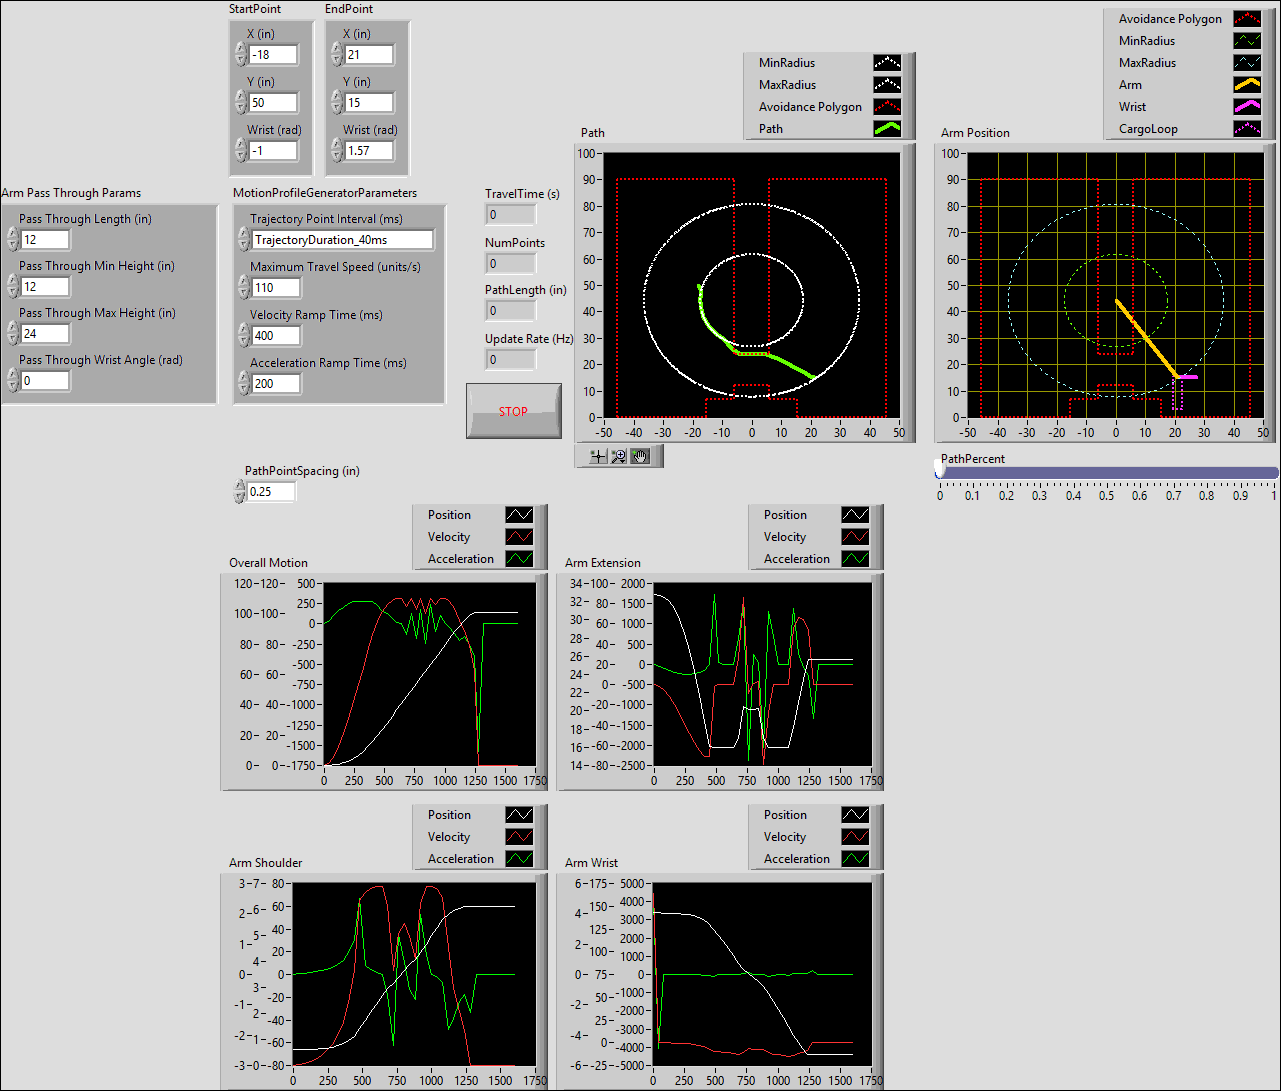 StartPoint
EndPoint
X (in)
-18
Y (in)
50
Wrist (rad)
-1
X (in)
21
Y (in)
15
Wrist (rad)
1.57
Arm Pass Through Params
Pass Through Length (in)
12
Pass Through Min Height (in)
12
Pass Through Max Height (in)
24
Pass Through Wrist Angle (rad)
0
MotionProfileGeneratorParameters
Trajectory Point Interval (ms)
TrajectoryDuration_40ms
Maximum Travel Speed (units/s)
110
Velocity Ramp Time (ms)
400
Acceleration Ramp Time (ms)
200
TravelTime (s)
0
NumPoints
0
PathLength (in)
0
Update Rate (Hz)
0
STOP
PathPointSpacing (in)
0.25
MinRadius
MaxRadius
Avoidance Polygon
Path
Path
100
90
80
70
60
50
40
30
20
10
0
-50 -40 -30 -20 -10 0 10 20 30 40 50
Avoidance Polygon
MinRadius
MaxRadius
Arm
Wrist
CargoLoop
Arm Position
100
90
80
70
60
50
40
30
20
10
0
-50 -40 -30 -20 -10 0 10 20 30 40 50
PathPercent
0 0.1 0.2 0.3 0.4 0.5 0.6 0.7 0.8 0.9 1
Position
Velocity
Acceleration
Overall Motion
120 120 500
250
100 100 0
-250
80 80 -500
-750
60 60
40 40 -1000
-1250
20 20 -1500
0 0 -1750
0 250 500 750 1000 1250 1500 1750
Position
Velocity
Acceleration
Arm Extension
34 100 2000
32 80 1500
30 60 1000
28 40 500
26 20 0
24 0 -500
22
20 -20 -1000
18 -40 -1500
16 -60 -2000
14 -80 -2500
0 250 500 750 1000 1250 1500 1750
Position
Velocity
Acceleration
Arm Shoulder
3 7 80
2 6 60
5 40
1 20
0 4 0
3 -20
-1
2 -40
-2 1 -60
-3 0 -80
0 250 500 750 1000 1250 1500 1750
Position
Velocity
Acceleration
Arm Wrist
6 175 5000
4 150 4000
3000
2 125 2000
100 1000
0 75 0
-1000
-2 50 -2000
25 -3000
-4 0 -4000
-6 -25 -5000
0 250 500 750 1000 1250 1500 1750